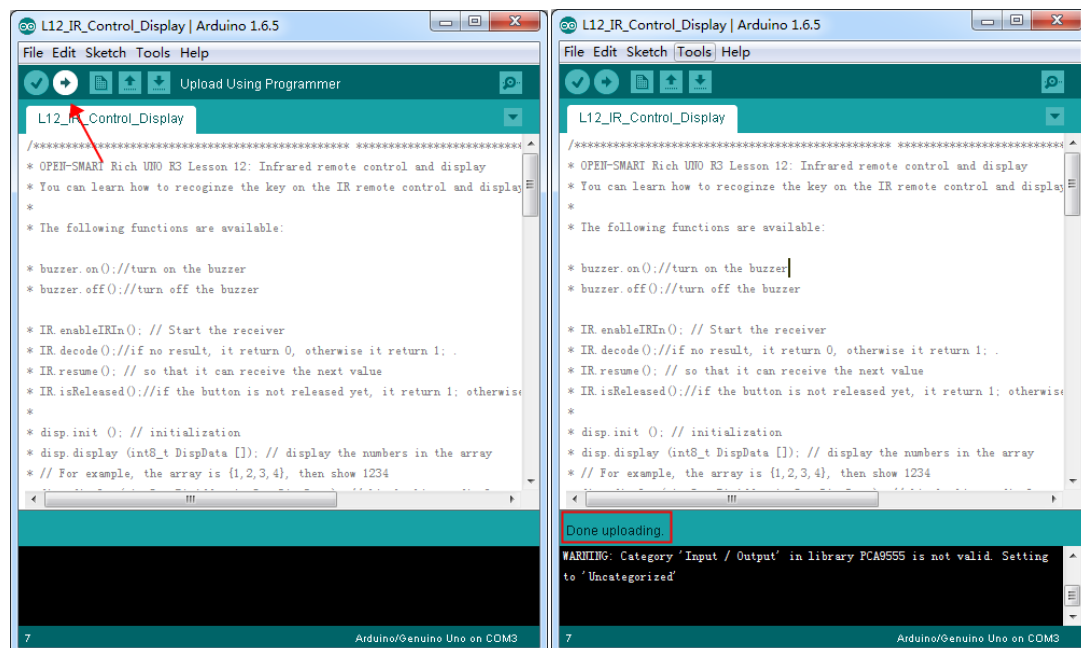 L12_IR_Control_Display | Arduino 1.6.5
File Edit Sketch Tools Help
Upload Using Programmer
L12_IR_Control_Display
/************************************************ ****************************
* OPEN-SMART Rich UNO R3 Lesson 12: Infrared remote control and display
* You can learn how to recoginze the key on the IR remote control and display
*
* The following functions are available:
* buzzer.on();//turn on the buzzer
* buzzer.off();//turn off the buzzer
* IR.enableIRIn(); // Start the receiver
* IR.decode();//if no result, it return 0, otherwise it return 1; .
* IR.resume(); // so that it can receive the next value
* IR.isReleased();//if the button is not released yet, it return 1; otherwise
*
* disp.init (); // initialization
* disp.display (int8_t DispData []); // display the numbers in the array
* // For example, the array is {1,2,3,4}, then show 1234
7
Arduino/Genuino Uno on COM3
L12_IR_Control_Display | Arduino 1.6.5
File Edit Sketch Tools Help
L12_IR_Control_Display
/************************************************ ****************************
* OPEN-SMART Rich UNO R3 Lesson 12: Infrared remote control and display
* You can learn how to recoginze the key on the IR remote control and display
*
* The following functions are available:
* buzzer.on();//turn on the buzzer
* buzzer.off();//turn off the buzzer
* IR.enableIRIn(); // Start the receiver
* IR.decode();//if no result, it return 0, otherwise it return 1; .
* IR.resume(); // so that it can receive the next value
* IR.isReleased();//if the button is not released yet, it return 1; otherwise
*
* disp.init (); // initialization
* disp.display (int8_t DispData []); // display the numbers in the array
* // For example, the array is {1,2,3,4}, then show 1234
Done uploading.
WARNING: Category 'Input / Output' in library PCA9555 is not valid. Setting
to 'Uncategorized'
7
Arduino/Genuino Uno on COM3